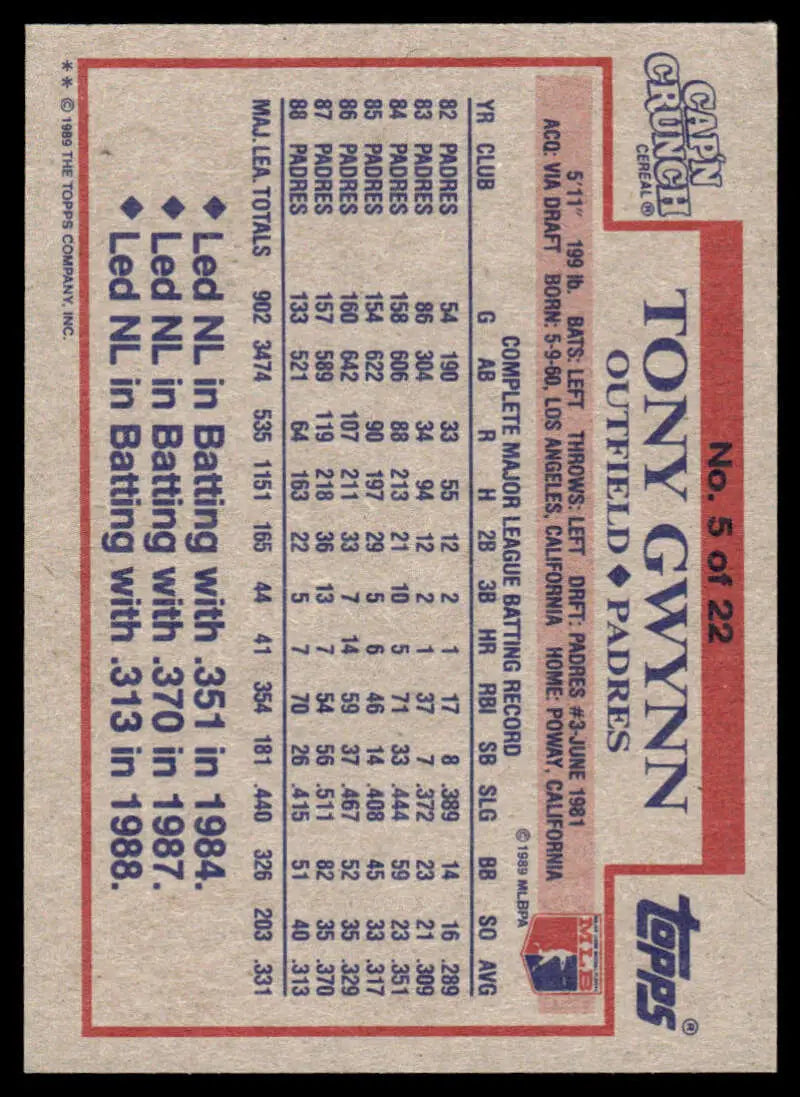 CAP'N
CRUNCH
CEREAL®
No. 5 of 22
TONY GWYNN
OUTFIELD ◆ PADRES
topps®
5'11" 199 lb. BATS: LEFT THROWS: LEFT DRFT: PADRES #3-JUNE 1981
ACQ: VIA DRAFT BORN: 5-9-60, LOS ANGELES, CALIFORNIA HOME: POWAY, CALIFORNIA
MLB
COMPLETE MAJOR LEAGUE BATTING RECORD
© 1989 MLBPA
YR CLUB G AB R H 2B 3B HR RBI SB SLG BB SO AVG
82 PADRES 54 190 33 55 12 2 1 17 8 .389 14 16 .289
83 PADRES 86 304 34 94 12 2 1 37 7 .372 23 21 .309
84 PADRES 158 606 88 213 21 10 5 71 33 .444 59 23 .351
85 PADRES 154 622 90 197 29 5 6 46 14 .408 45 33 .317
86 PADRES 160 642 107 211 33 7 14 59 37 .467 52 35 .329
87 PADRES 157 589 119 218 36 13 7 54 56 .511 82 35 .370
88 PADRES 133 521 64 163 22 5 7 70 26 .415 51 40 .313
MAJ. LEA. TOTALS 902 3474 535 1151 165 44 41 354 181 .440 326 203 .331
◆ Led NL in Batting with .351 in 1984.
◆ Led NL in Batting with .370 in 1987.
◆ Led NL in Batting with .313 in 1988.
** © 1989 THE TOPPS COMPANY, INC.